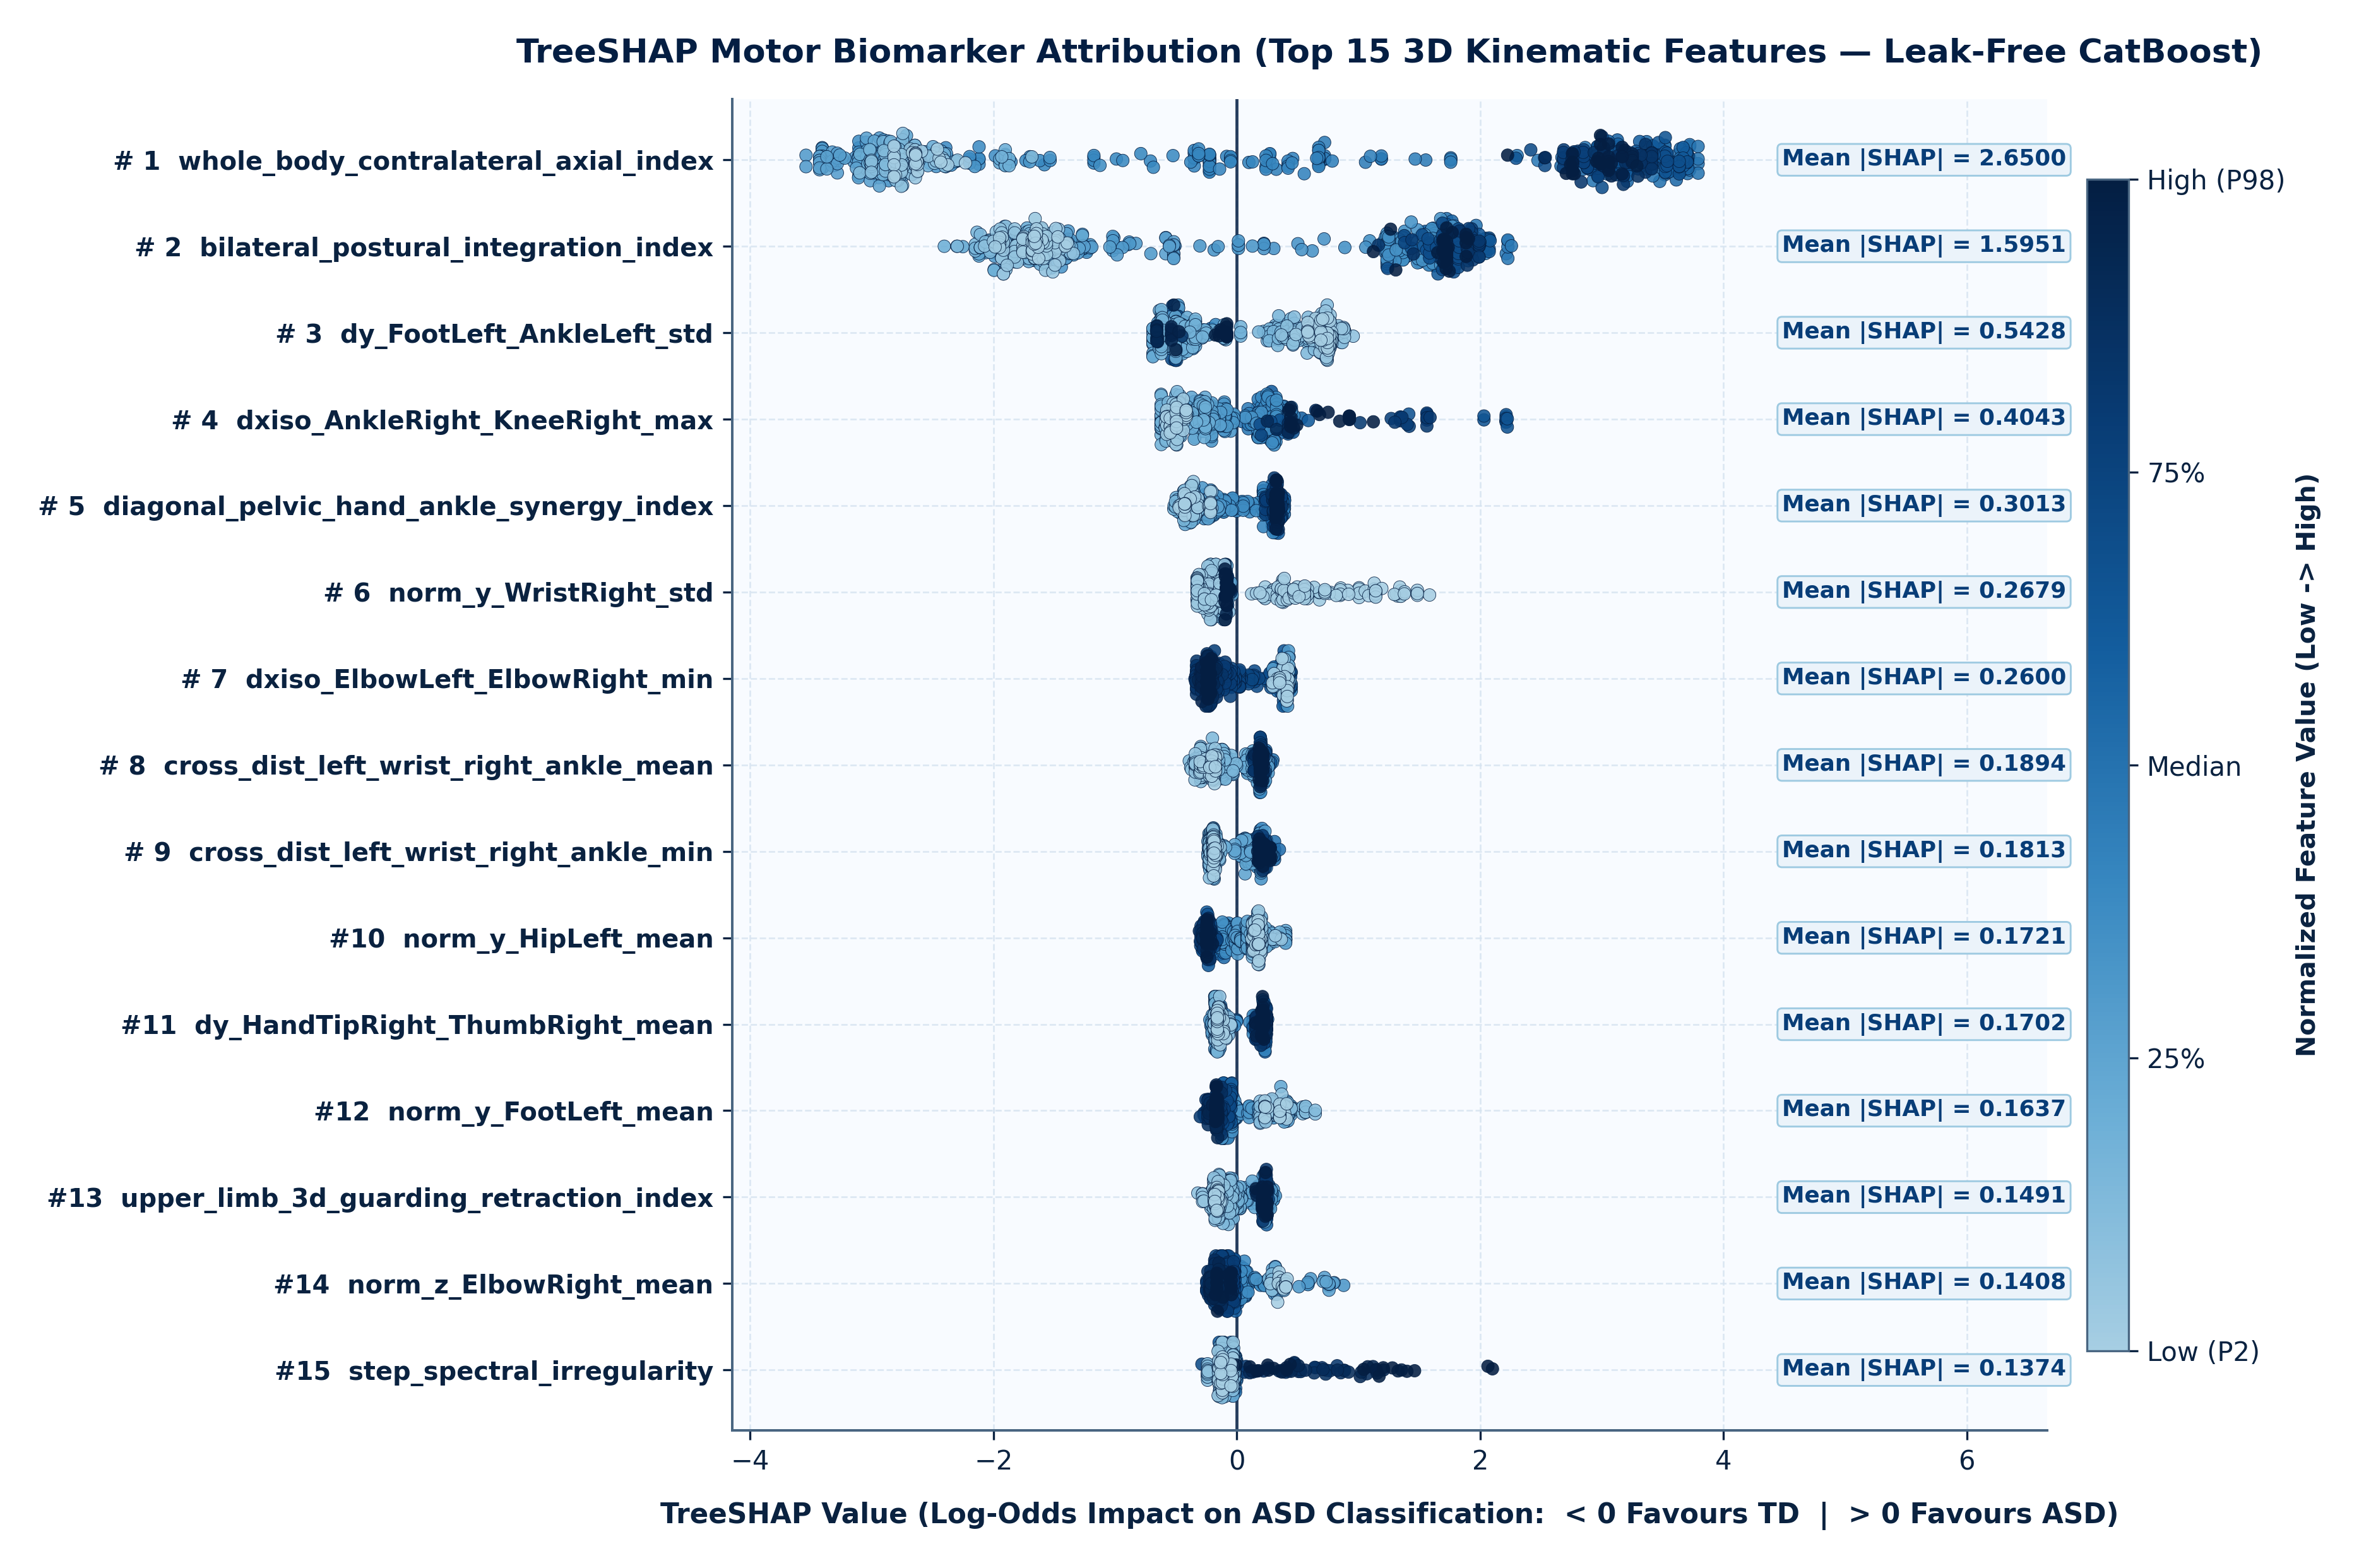 TreeSHAP Motor Biomarker Attribution (Top 15 3D Kinematic Features — Leak-Free CatBoost)
# 1  whole_body_contralateral_axial_index
Mean |SHAP| = 2.6500
# 2  bilateral_postural_integration_index
Mean |SHAP| = 1.5951
# 3  dy_FootLeft_AnkleLeft_std
Mean |SHAP| = 0.5428
# 4  dxiso_AnkleRight_KneeRight_max
Mean |SHAP| = 0.4043
# 5  diagonal_pelvic_hand_ankle_synergy_index
Mean |SHAP| = 0.3013
# 6  norm_y_WristRight_std
Mean |SHAP| = 0.2679
# 7  dxiso_ElbowLeft_ElbowRight_min
Mean |SHAP| = 0.2600
# 8  cross_dist_left_wrist_right_ankle_mean
Mean |SHAP| = 0.1894
# 9  cross_dist_left_wrist_right_ankle_min
Mean |SHAP| = 0.1813
#10  norm_y_HipLeft_mean
Mean |SHAP| = 0.1721
#11  dy_HandTipRight_ThumbRight_mean
Mean |SHAP| = 0.1702
#12  norm_y_FootLeft_mean
Mean |SHAP| = 0.1637
#13  upper_limb_3d_guarding_retraction_index
Mean |SHAP| = 0.1491
#14  norm_z_ElbowRight_mean
Mean |SHAP| = 0.1408
#15  step_spectral_irregularity
Mean |SHAP| = 0.1374
−4 −2 0 2 4 6
TreeSHAP Value (Log-Odds Impact on ASD Classification:  < 0 Favours TD  |  > 0 Favours ASD)
High (P98)
75%
Median
25%
Low (P2)
Normalized Feature Value (Low -> High)